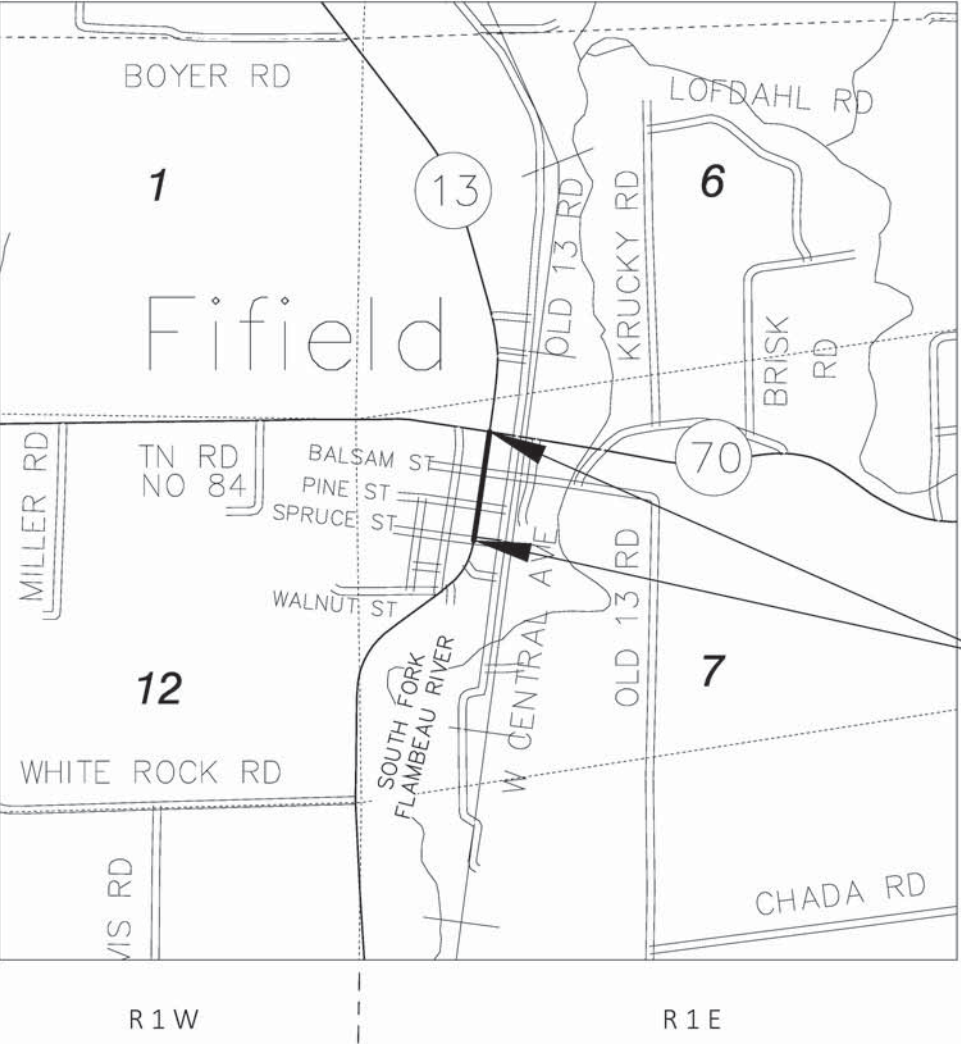 BOYER RD
LOFDAHL RD
1
13
6
OLD 13 RD
KRUCKY RD
Fifield
BRISK
RD
MILLER RD
TN RD
NO 84
BALSAM ST
PINE ST
SPRUCE ST
WALNUT ST
70
W CENTRAL AVE
OLD 13 RD
12
7
SOUTH FORK
FLAMBEAU RIVER
WHITE ROCK RD
VIS RD
CHADA RD
R1W
R1E